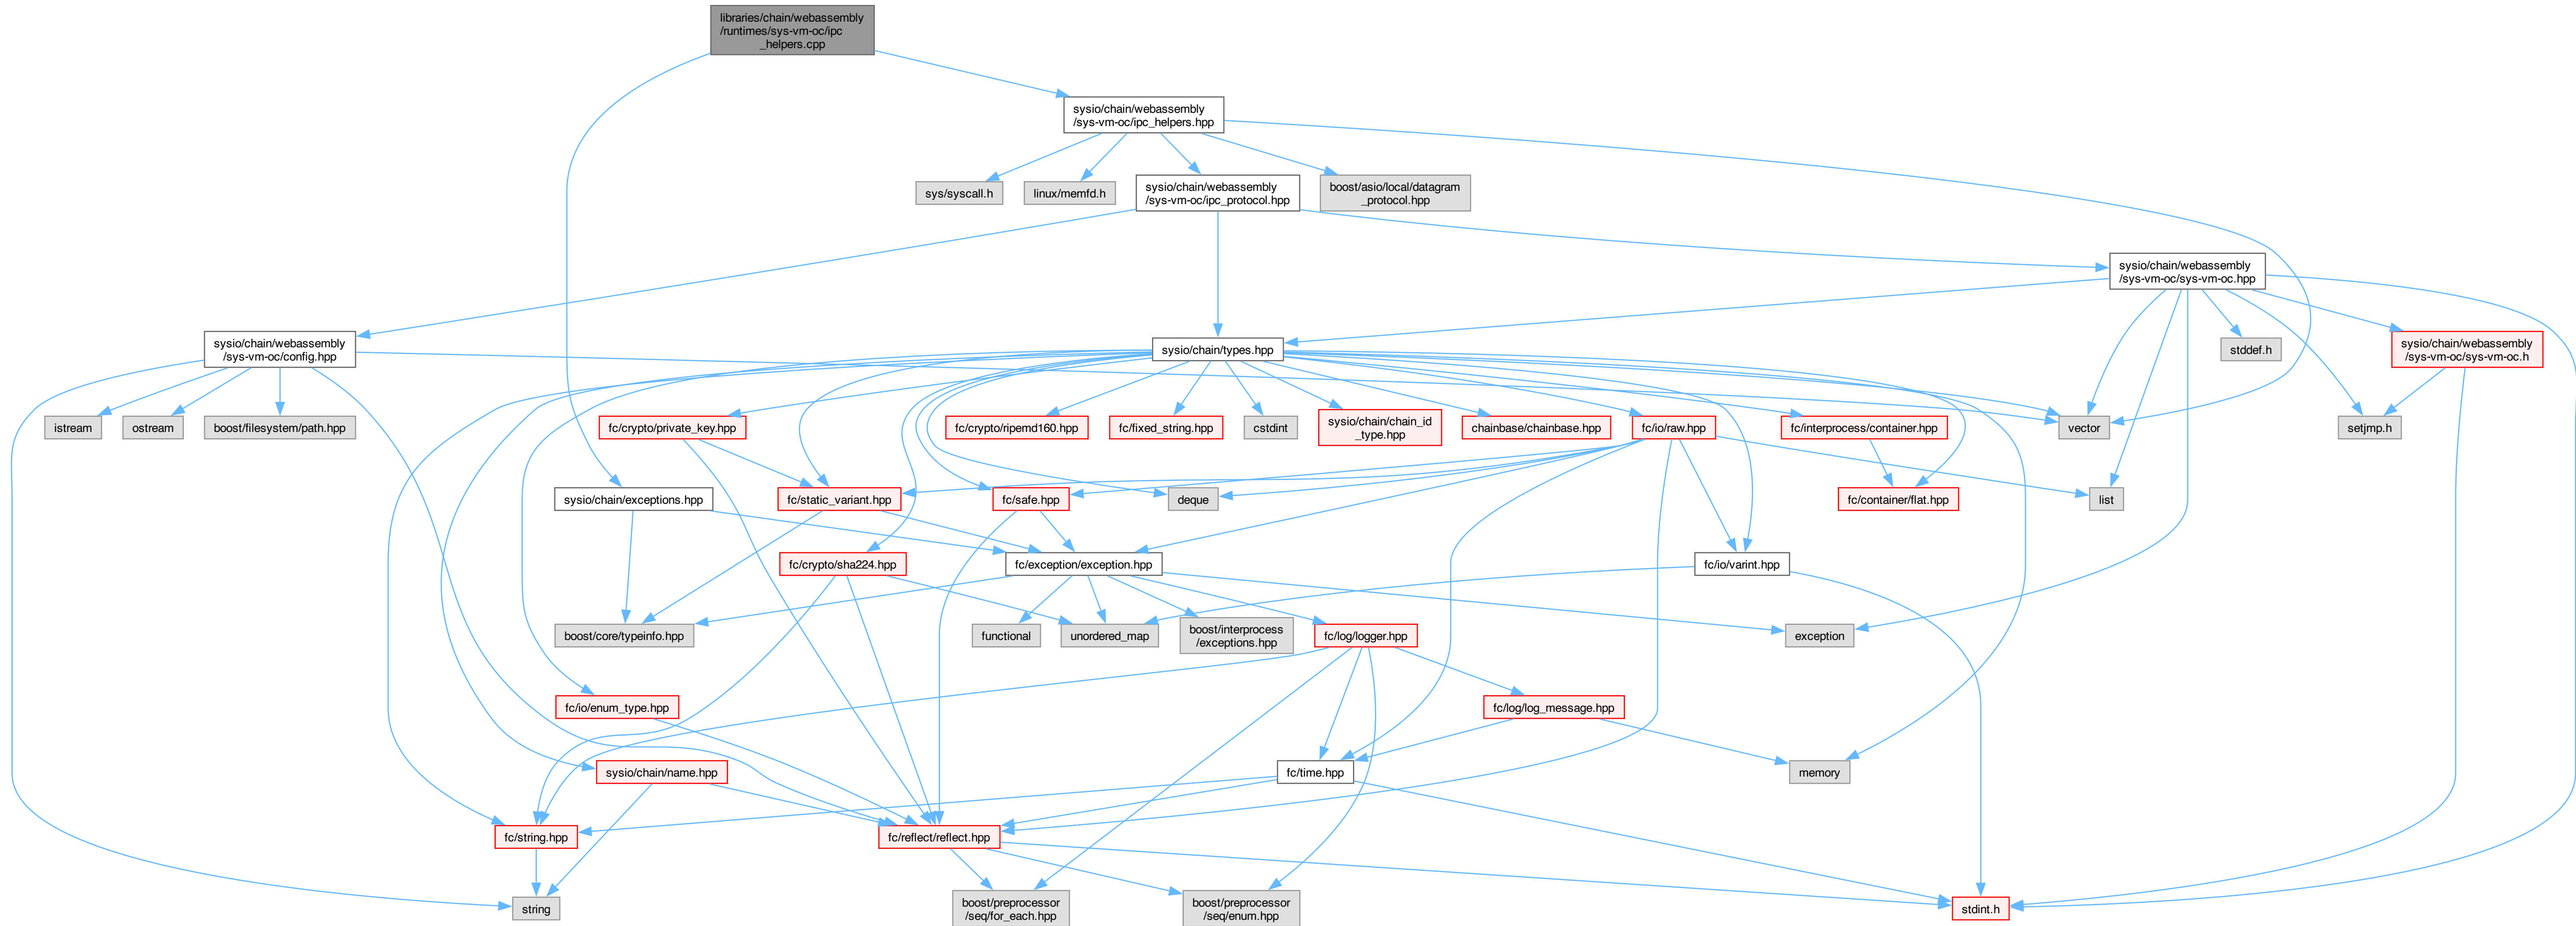 libraries/chain/webassembly
/runtimes/sys-vm-oc/ipc
_helpers.cpp
sysio/chain/webassembly
/sys-vm-oc/ipc_helpers.hpp
sys/syscall.h
linux/memfd.h
sysio/chain/webassembly
/sys-vm-oc/ipc_protocol.hpp
boost/asio/local/datagram
_protocol.hpp
sysio/chain/webassembly
/sys-vm-oc/sys-vm-oc.hpp
sysio/chain/webassembly
/sys-vm-oc/config.hpp
sysio/chain/types.hpp
stddef.h
sysio/chain/webassembly
/sys-vm-oc/sys-vm-oc.h
istream
ostream
boost/filesystem/path.hpp
fc/crypto/private_key.hpp
fc/crypto/ripemd160.hpp
fc/fixed_string.hpp
cstdint
sysio/chain/chain_id
_type.hpp
chainbase/chainbase.hpp
fc/io/raw.hpp
fc/interprocess/container.hpp
vector
setjmp.h
sysio/chain/exceptions.hpp
fc/static_variant.hpp
fc/safe.hpp
deque
fc/container/flat.hpp
list
fc/crypto/sha224.hpp
fc/exception/exception.hpp
fc/io/varint.hpp
boost/core/typeinfo.hpp
functional
unordered_map
boost/interprocess
/exceptions.hpp
fc/log/logger.hpp
exception
fc/io/enum_type.hpp
fc/log/log_message.hpp
sysio/chain/name.hpp
fc/time.hpp
memory
fc/string.hpp
fc/reflect/reflect.hpp
string
boost/preprocessor
/seq/for_each.hpp
boost/preprocessor
/seq/enum.hpp
stdint.h